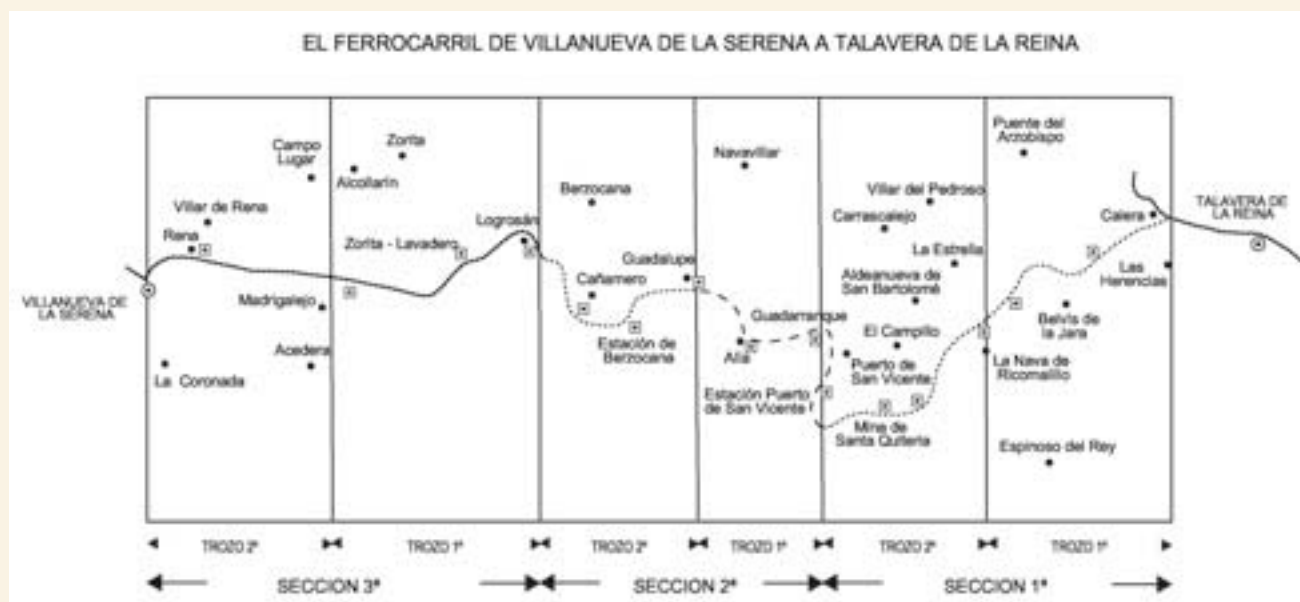 EL FERROCARRIL DE VILLANUEVA DE LA SERENA A TALAVERA DE LA REINA
Puente del
Arzobispo
Campo
Lugar
Zorita
Alcollarín
Navavillar
Berzocana
Villar del Pedroso
Villar de Rena
Rena
Carrascalejo
Calera
TALAVERA DE
LA REINA
Logrosán
Zorita - Lavadero
La Estrella
Guadalupe
Cañamero
Aldeanueva de
San Bartolomé
Las
Herencias
VILLANUEVA DE
LA SERENA
Madrigalejo
Guadarranque
Belvis de
la Jara
Estación de
Berzocana
El Campillo
Acedera
Alía
Puerto de
San Vicente
La Nava de
Ricomalillo
La Coronada
Estación Puerto
de San Vicente
Mina de
Santa Quiteria
Espinoso del Rey
TROZO 2º
TROZO 1º
TROZO 2º
TROZO 1º
TROZO 2º
TROZO 1º
SECCION 3ª
SECCION 2ª
SECCION 1ª